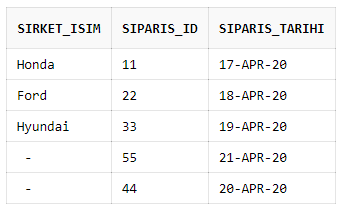 SIRKET_ISIM SIPARIS_ID SIPARIS_TARIHI
Honda 11 17-APR-20
Ford 22 18-APR-20
Hyundai 33 19-APR-20
- 55 21-APR-20
- 44 20-APR-20